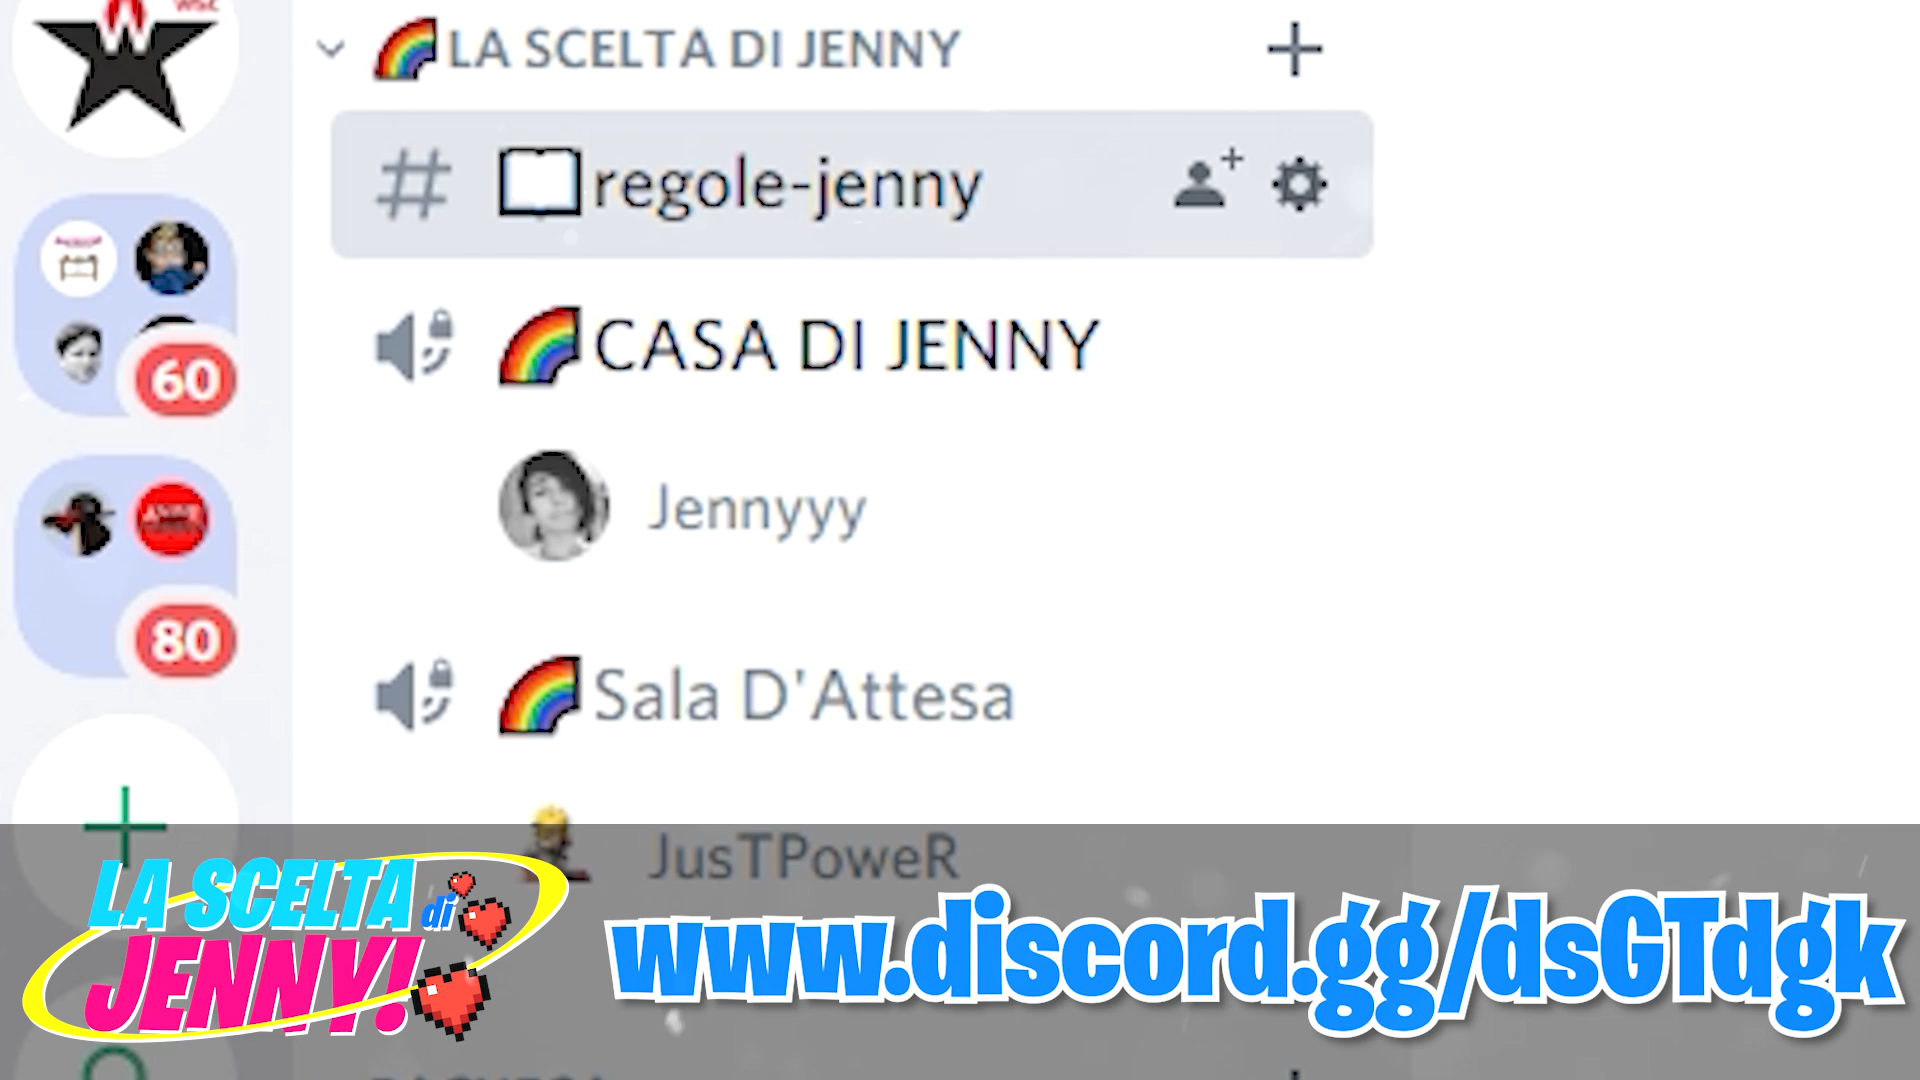 WSC
LA SCELTA DI JENNY
regole-jenny
CASA DI JENNY
60
Jennyyy
80
Sala D'Attesa
JusTPoweR
LA SCELTA di
JENNY!
www.discord.gg/dsGTdgk